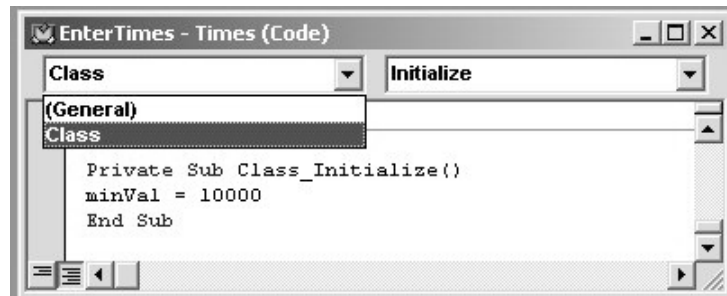 EnterTimes - Times (Code)
Class Initialize
(General)
Class
Private Sub Class_Initialize()
minVal = 10000
End Sub